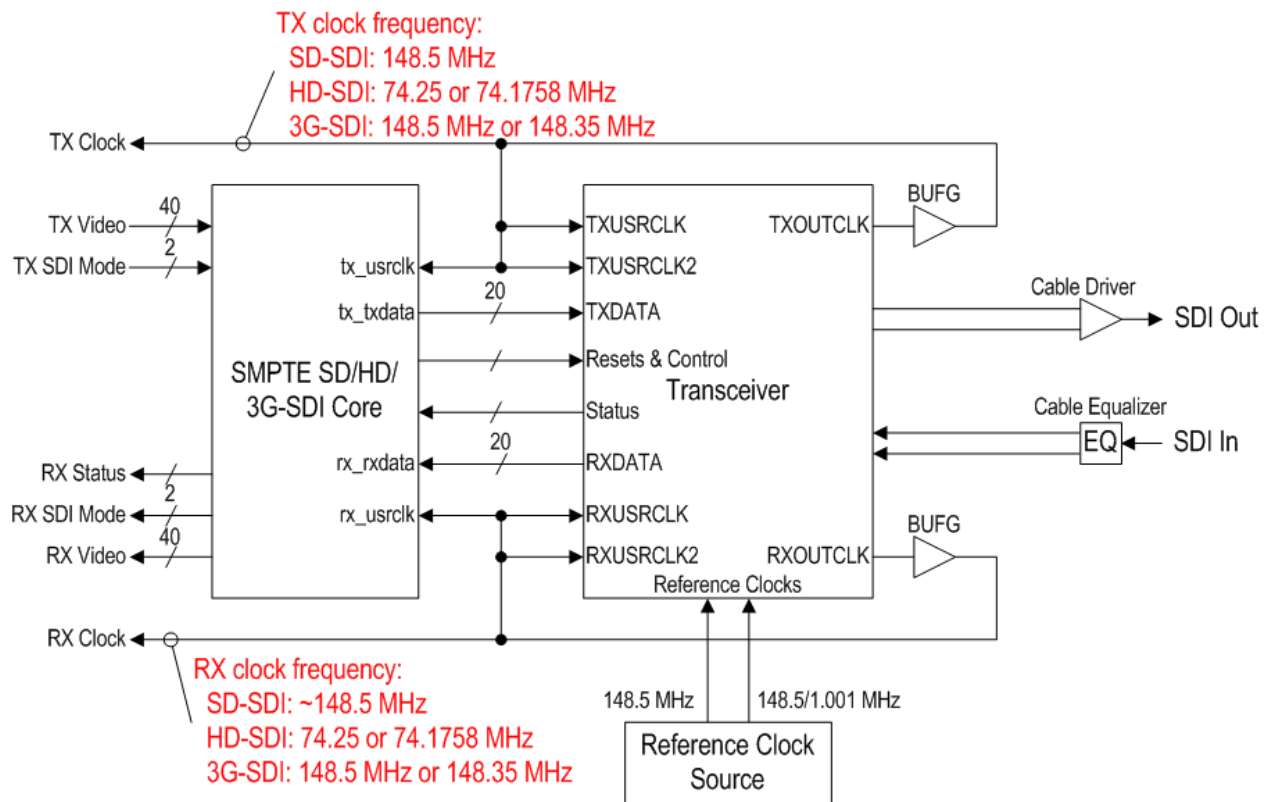 TX clock frequency:
SD-SDI: 148.5 MHz
HD-SDI: 74.25 or 74.1758 MHz
3G-SDI: 148.5 MHz or 148.35 MHz
TX Clock
TX Video
40
TX SDI Mode
2
SMPTE SD/HD/
3G-SDI Core
tx_usrclk
tx_txdata
rx_rxdata
rx_usrclk
20
20
RX Status
RX SDI Mode
2
RX Video
40
RX Clock
TXUSRCLK
TXUSRCLK2
TXDATA
Resets & Control
Transceiver
Status
RXDATA
RXUSRCLK
RXUSRCLK2
Reference Clocks
TXOUTCLK
RXOUTCLK
BUFG
Cable Driver
SDI Out
Cable Equalizer
EQ
SDI In
BUFG
RX clock frequency:
SD-SDI: ~148.5 MHz
HD-SDI: 74.25 or 74.1758 MHz
3G-SDI: 148.5 MHz or 148.35 MHz
148.5 MHz
148.5/1.001 MHz
Reference Clock
Source